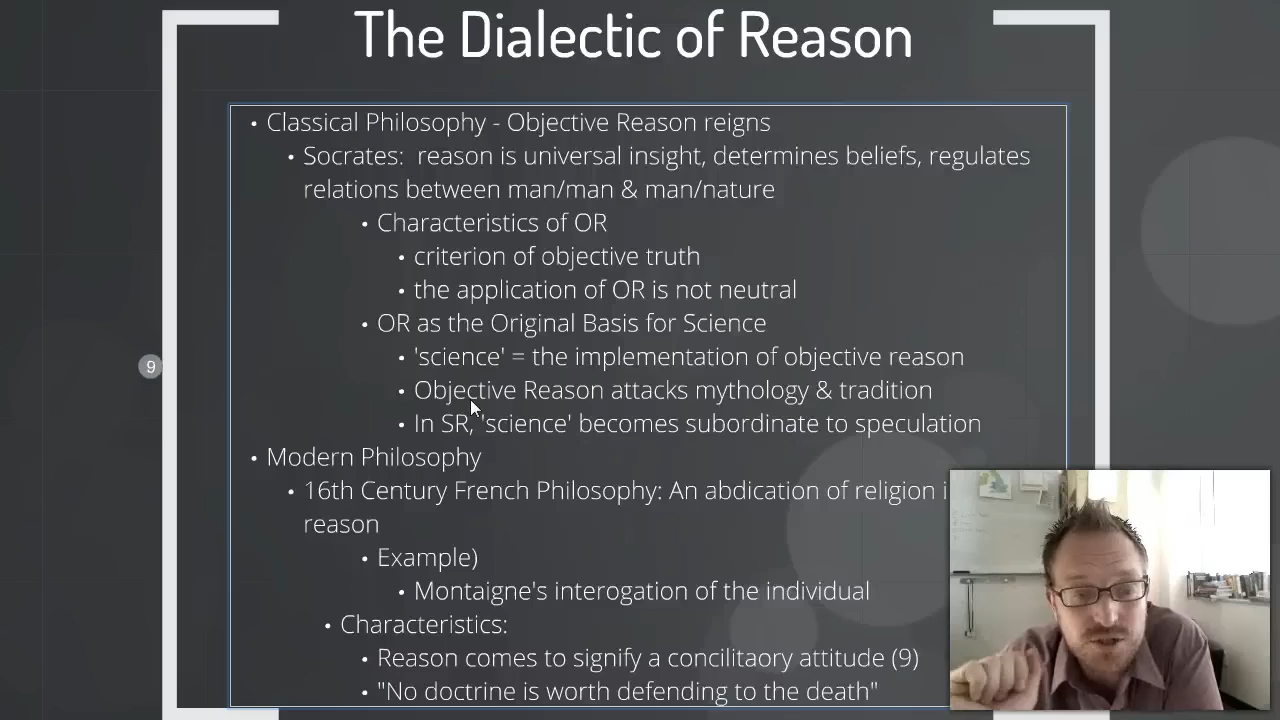 The Dialectic of Reason
• Classical Philosophy - Objective Reason reigns
• Socrates: reason is universal insight, determines beliefs, regulates
relations between man/man & man/nature
• Characteristics of OR
• criterion of objective truth
• the application of OR is not neutral
• OR as the Original Basis for Science
• 'science' = the implementation of objective reason
9
• Objective Reason attacks mythology & tradition
• In SR, 'science' becomes subordinate to speculation
• Modern Philosophy
• 16th Century French Philosophy: An abdication of religion
reason
• Example)
• Montaigne's interogation of the individual
• Characteristics:
• Reason comes to signify a concilitaory attitude (9)
• "No doctrine is worth defending to the death"